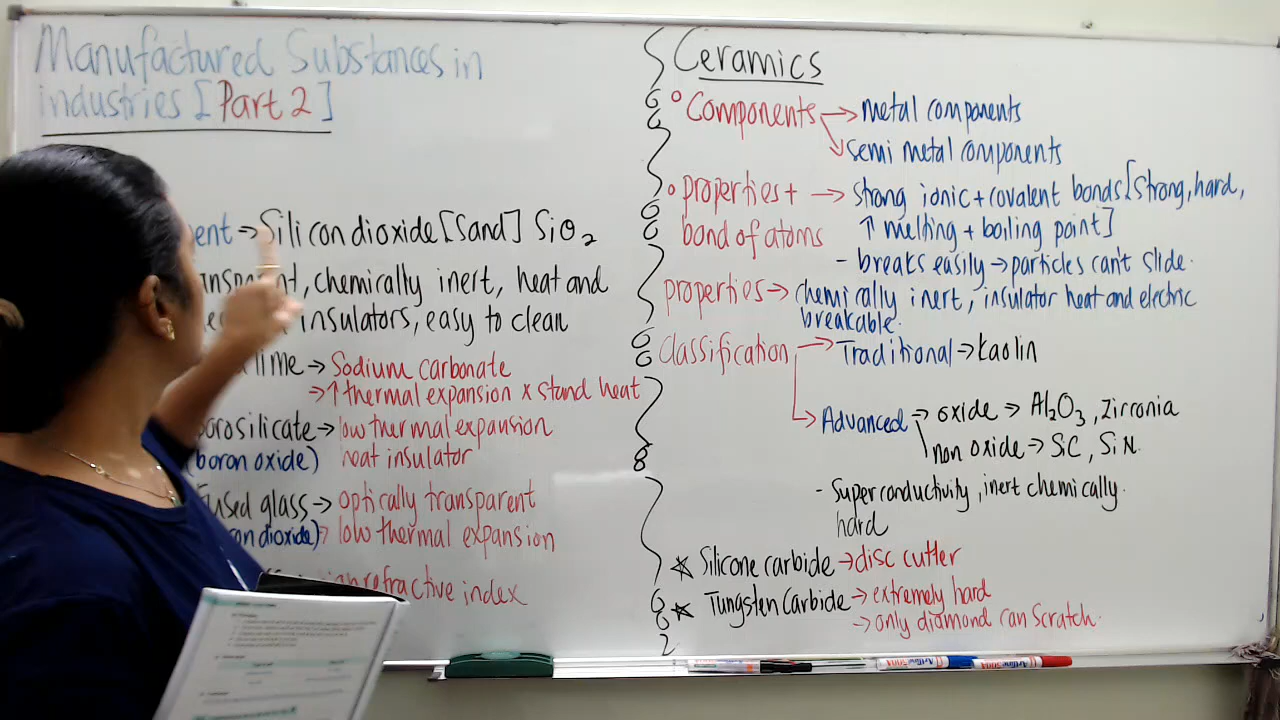 Manufactured Substances in
industries [Part 2]
→ Silicon dioxide [Sand] SiO2
chemically inert, heat and
insulators, easy to clean
→ Sodium carbonate
→ ↑ thermal expansion x stand heat
→ low thermal expansion
(boron oxide) heat insulator
glass → optically transparent
→ low thermal expansion
refractive index
Ceramics
° Components → metal components
semi metal components
° properties + → strong ionic + covalent bonds [Strong, hard,
bond of atoms ↑ melting + boiling point]
- breaks easily → particles can't slide.
properties → chemically inert, insulator heat and electric
breakable.
classification → Traditional → kaolin
→ Advanced → oxide → Al2O3, Zirconia
non oxide → SiC, SiN.
- Superconductivity, inert chemically.
hard
★ Silicone carbide → disc cutter
★ Tungsten Carbide → extremely hard
→ only diamond can Scratch.